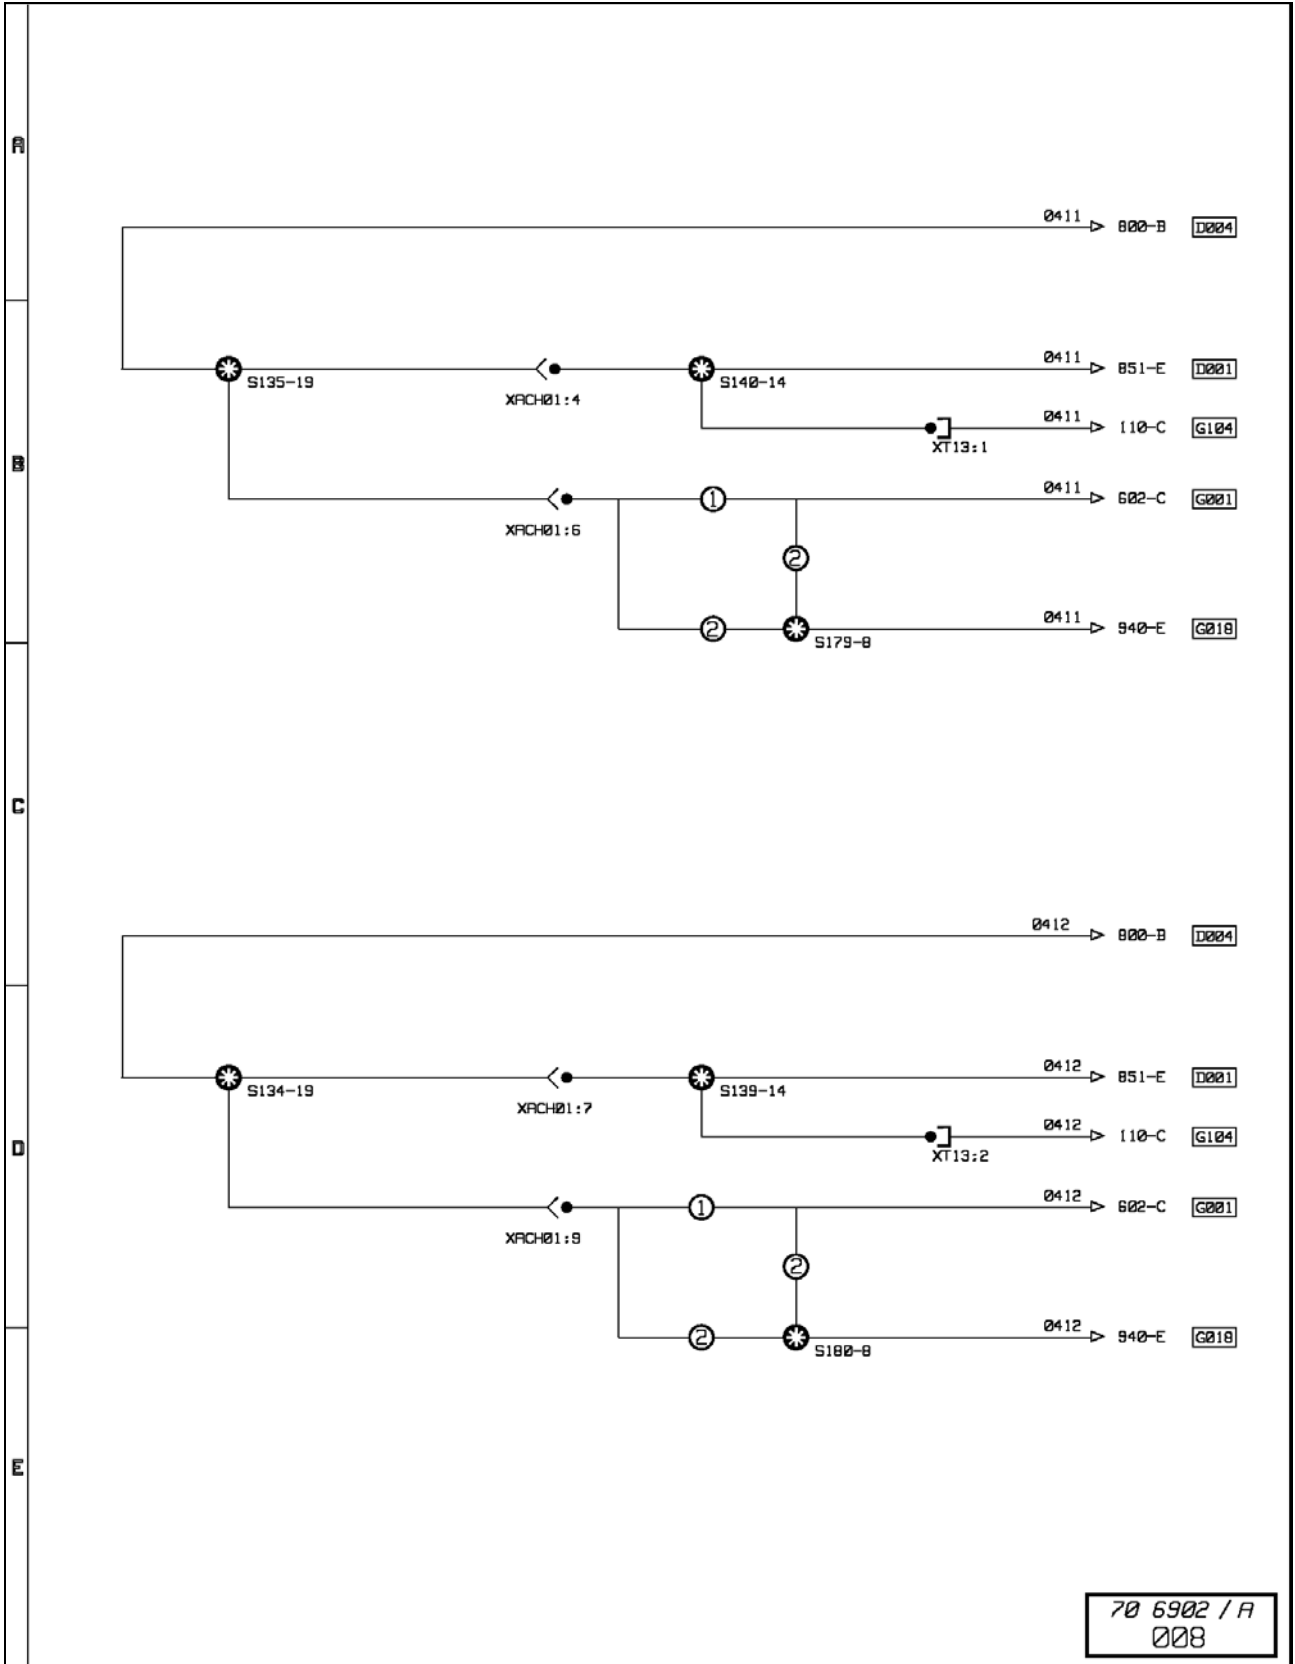 A
0411
800-B D004
0411
851-E D001
S135-19
XACH01:4
S140-14
0411
110-C G104
XT13:1
B
0411
602-C G001
1
XACH01:6
2
0411
940-E G018
2
S179-8
C
0412
800-B D004
0412
851-E D001
S134-19
XACH01:7
S139-14
0412
110-C G104
XT13:2
D
0412
602-C G001
1
XACH01:9
2
0412
940-E G018
2
S180-8
E
70 6902 / A
008